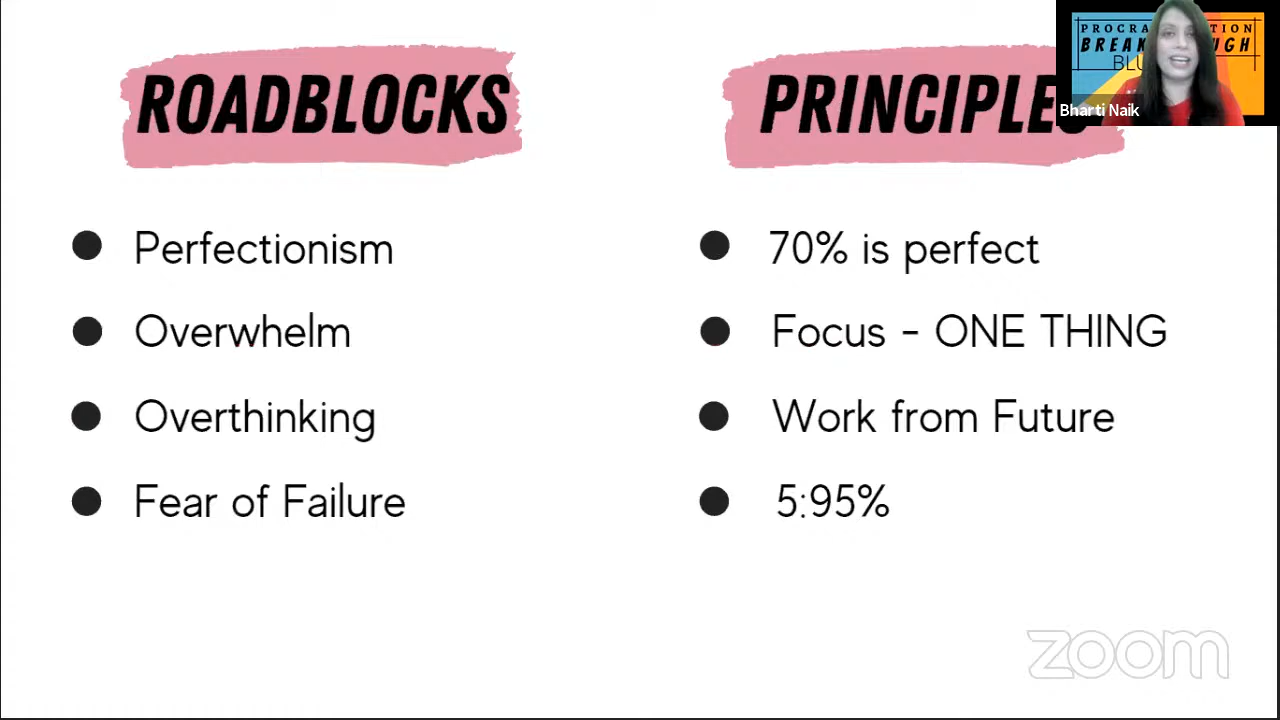 ROADBLOCKS
Perfectionism
Overwhelm
Overthinking
Fear of Failure
PRINCIPLES
70% is perfect
Focus - ONE THING
Work from Future
5:95%
Bharti Naik
zoom